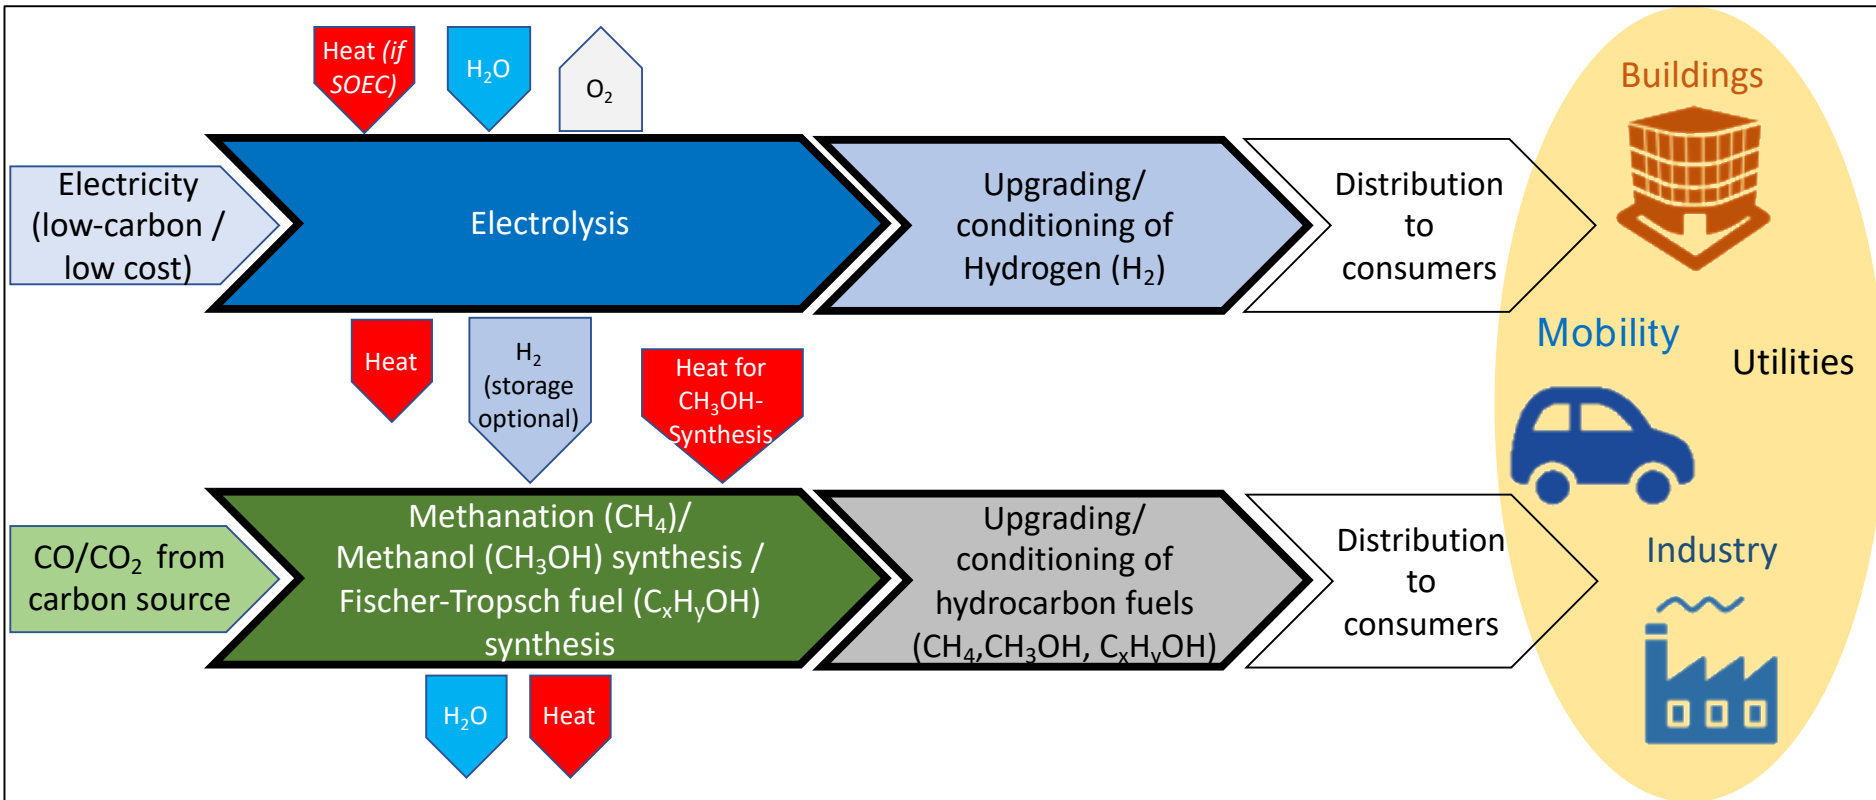 Heat (if
SOEC)
H₂O
O₂
Buildings
Electricity
(low-carbon /
low cost)
Electrolysis
Upgrading/
conditioning of
Hydrogen (H₂)
Distribution
to
consumers
Mobility
Utilities
Heat
H₂
(storage
optional)
Heat for
CH₃OH-
Synthesis
CO/CO₂ from
carbon source
Methanation (CH₄)/
Methanol (CH₃OH) synthesis /
Fischer-Tropsch fuel (CₓHᵧOH)
synthesis
Upgrading/
conditioning of
hydrocarbon fuels
(CH₄,CH₃OH, CₓHᵧOH)
Distribution
to
consumers
Industry
H₂O
Heat